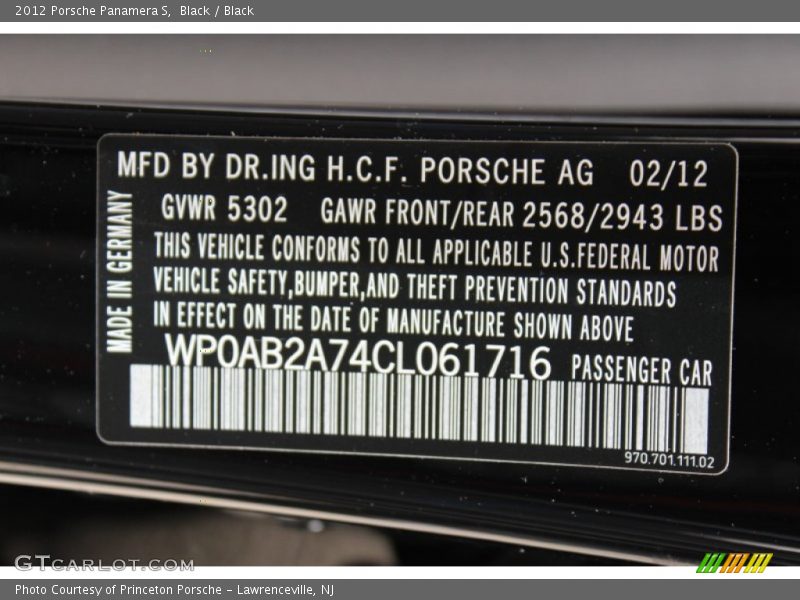 2012 Porsche Panamera S, Black / Black
MFD BY DR.ING H.C.F. PORSCHE AG 02/12
GVWR 5302 GAWR FRONT/REAR 2568/2943 LBS
THIS VEHICLE CONFORMS TO ALL APPLICABLE U.S.FEDERAL MOTOR
VEHICLE SAFETY,BUMPER,AND THEFT PREVENTION STANDARDS
IN EFFECT ON THE DATE OF MANUFACTURE SHOWN ABOVE
WP0AB2A74CL061716 PASSENGER CAR
970.701.111.02
MADE IN GERMANY
GTCARLOT.COM
Photo Courtesy of Princeton Porsche - Lawrenceville, NJ